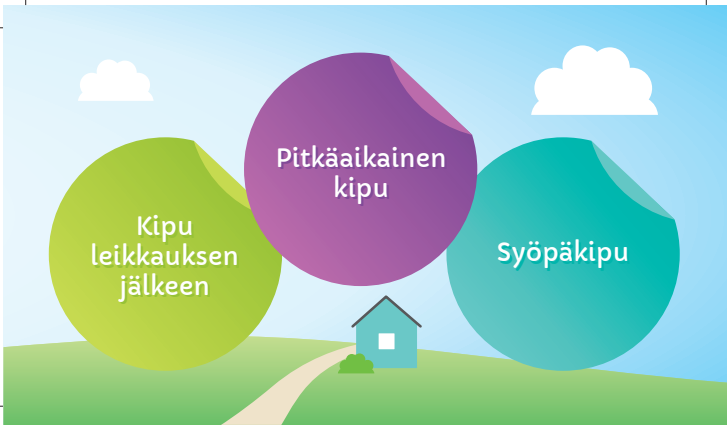 Kipu
leikkauksen
jälkeen
Pitkäaikainen
kipu
Syöpäkipu